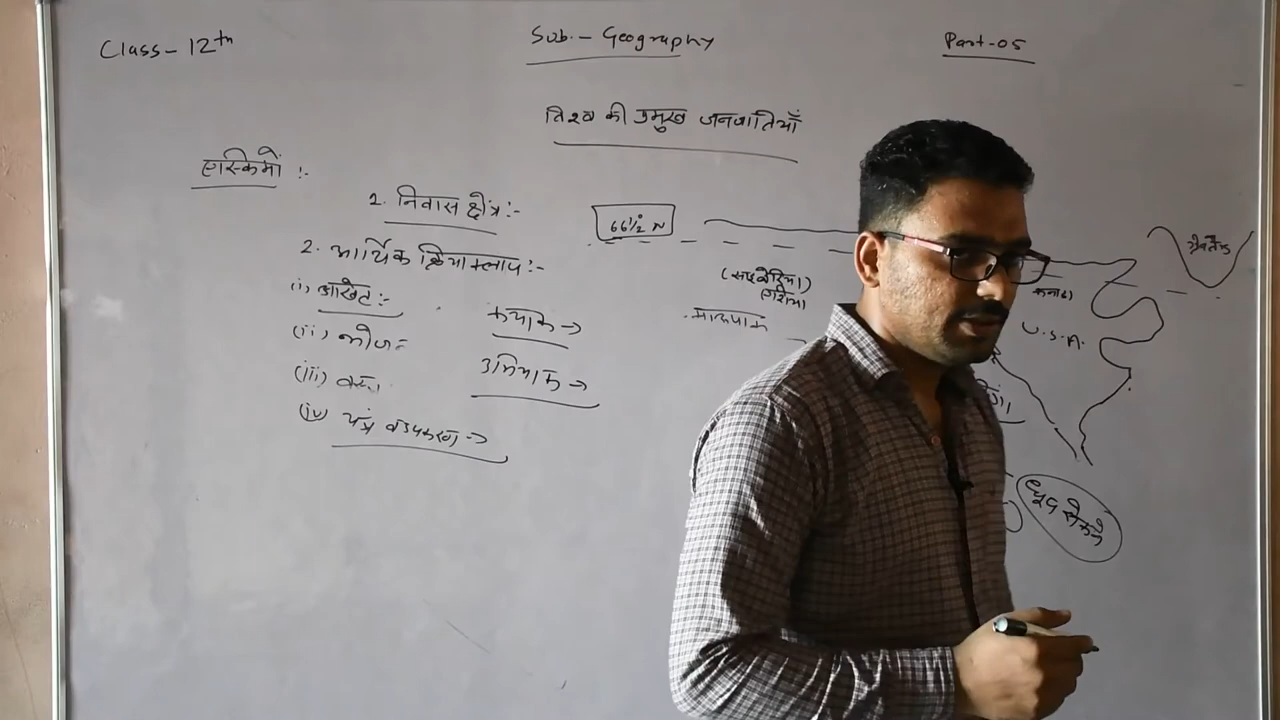 Class-12th
Sub.- Geography
Part-05
विश्व की प्रमुख जनजातियाँ
एस्किमों :-
1. निवास क्षेत्र:-
66½° N
2. आर्थिक क्रियाकलाप:-
(i) आखेट:-
(ii) भोजन
(iii) वस्त्र
(iv) यंत्र व उपकरण→
कयाक→
उमियाक→
(साइबेरिया)
एशिया
कनाडा
U.S.A.
ग्रीनलैंड